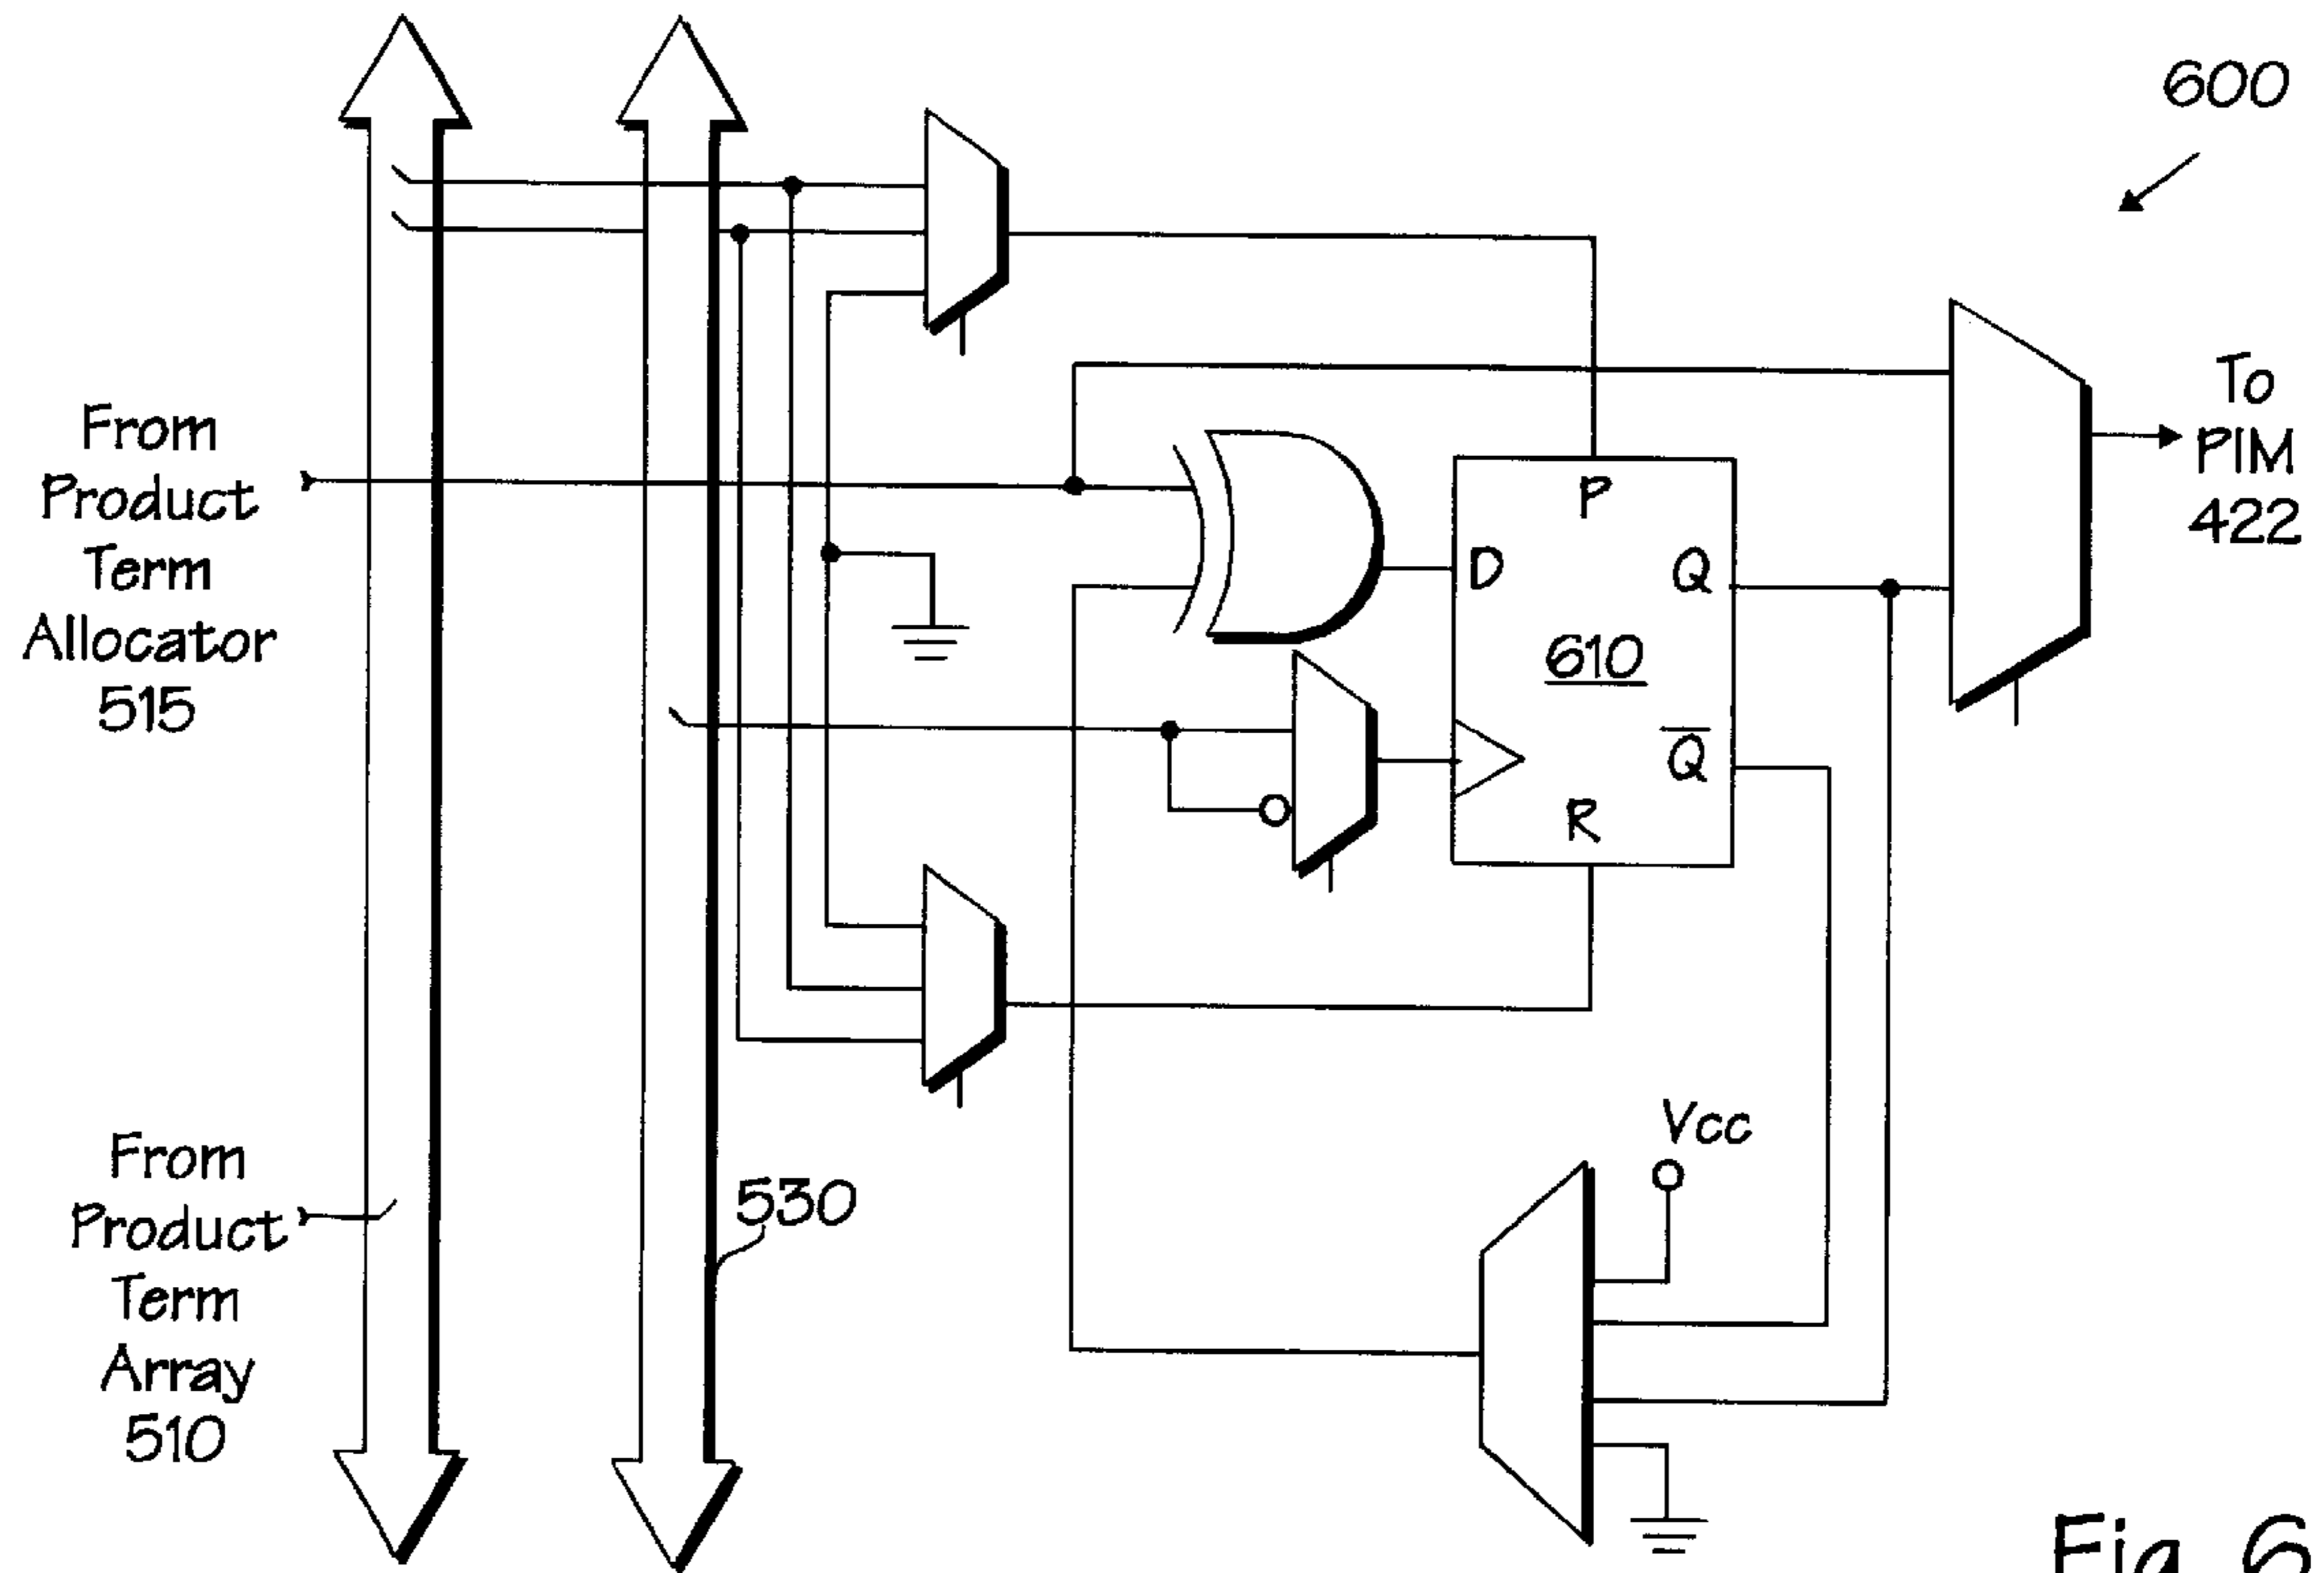 600
From
Product
Term
Allocator
515
To
PIM
422
P
D
Q
610
Q̅
R
Vcc
530
From
Product
Term
Array
510
Fig 6